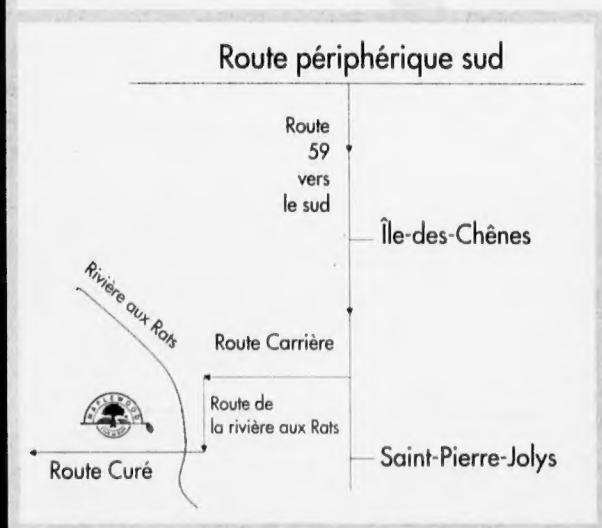 Route périphérique sud
Route
59
vers
le sud
Île-des-Chênes
Rivière aux Rats
Route Carrière
MAPLEWOOD
Route de
la rivière aux Rats
Route Curé
Saint-Pierre-Jolys